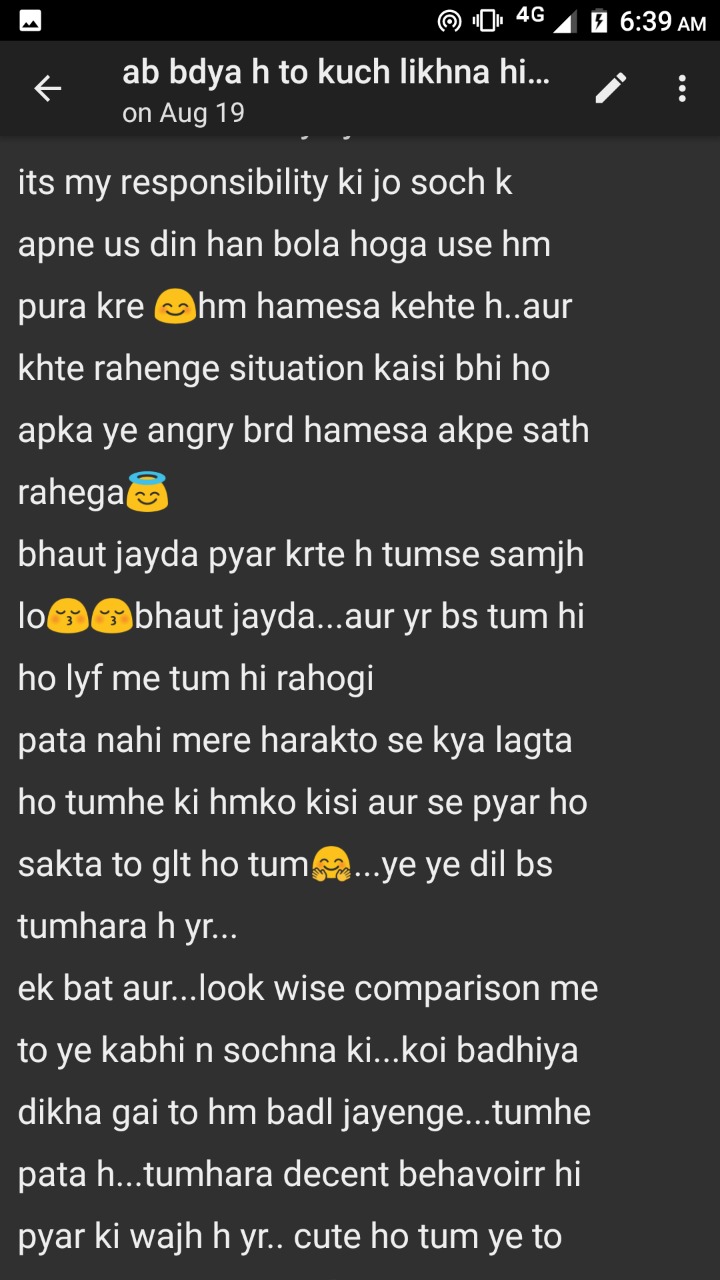 4G 6:39 AM
ab bdya h to kuch likhna hi...
on Aug 19
its my responsibility ki jo soch k
apne us din han bola hoga use hm
pura kre 😊hm hamesa kehte h..aur
khte rahenge situation kaisi bhi ho
apka ye angry brd hamesa akpe sath
rahega😇
bhaut jayda pyar krte h tumse samjh
lo😚😚bhaut jayda...aur yr bs tum hi
ho lyf me tum hi rahogi
pata nahi mere harakto se kya lagta
ho tumhe ki hmko kisi aur se pyar ho
sakta to glt ho tum🤗...ye ye dil bs
tumhara h yr...
ek bat aur...look wise comparison me
to ye kabhi n sochna ki...koi badhiya
dikha gai to hm badl jayenge...tumhe
pata h...tumhara decent behavoirr hi
pyar ki wajh h yr.. cute ho tum ye to